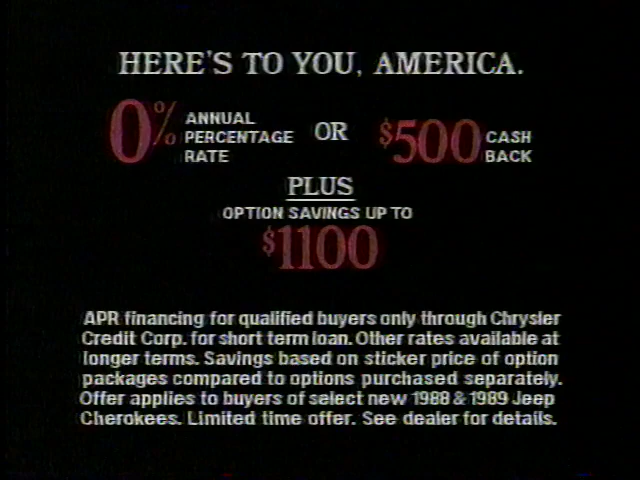 HERE'S TO YOU, AMERICA.
0% ANNUAL PERCENTAGE RATE OR $500 CASH BACK
PLUS
OPTION SAVINGS UP TO
$1100
APR financing for qualified buyers only through Chrysler
Credit Corp. for short term loan. Other rates available at
longer terms. Savings based on sticker price of option
packages compared to options purchased separately.
Offer applies to buyers of select new 1988 & 1989 Jeep
Cherokees. Limited time offer. See dealer for details.